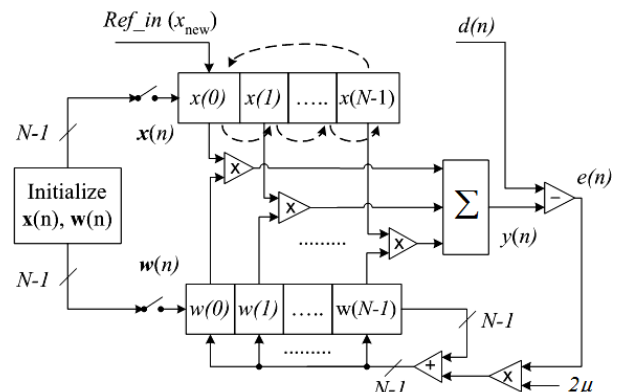 Ref_in (x_new)
d(n)
x(0) x(1) ..... x(N-1)
N-1
x(n)
x
Initialize
x(n), w(n)
x
Σ
e(n)
−
y(n)
.........
x
N-1
w(n)
w(0) w(1) ..... w(N-1)
N-1
.........
N-1
+
x
2μ